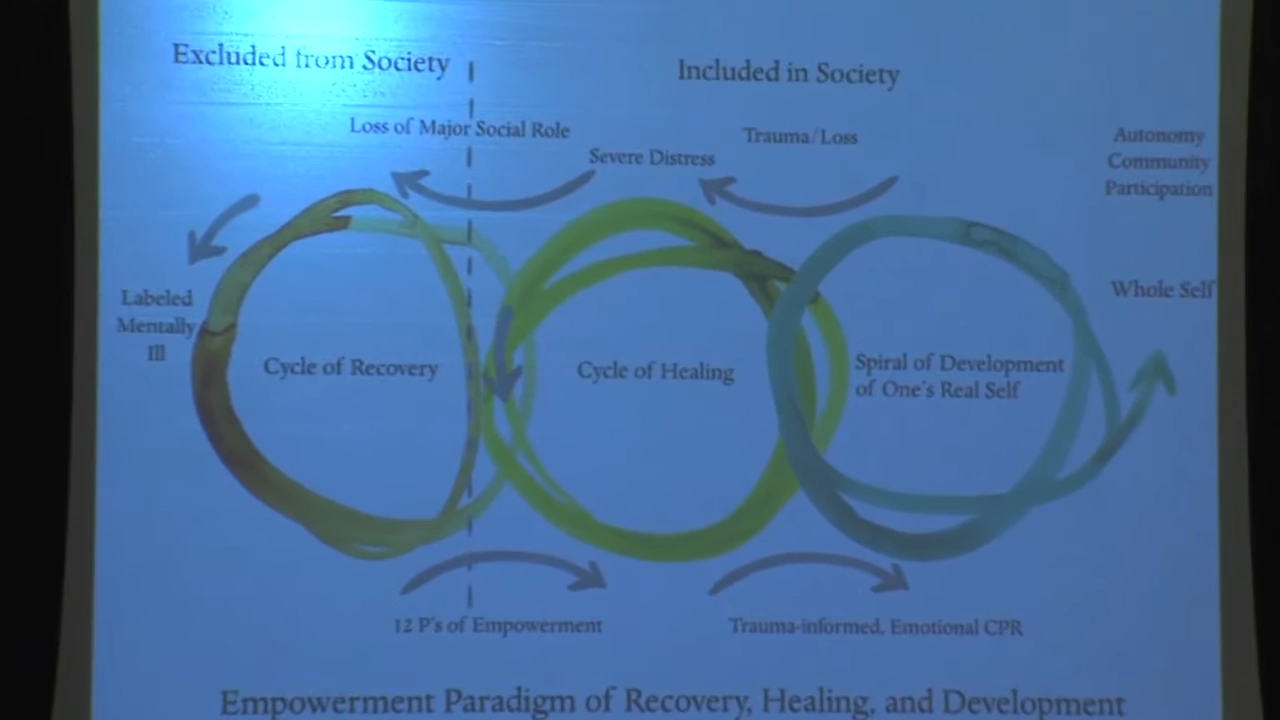 Excluded from Society
Included in Society
Loss of Major Social Role
Severe Distress
Trauma/Loss
Autonomy
Community
Participation
Whole Self
Labeled
Mentally
Ill
Cycle of Recovery
Cycle of Healing
Spiral of Development
of One's Real Self
12 P's of Empowerment
Trauma-informed, Emotional CPR
Empowerment Paradigm of Recovery, Healing, and Development